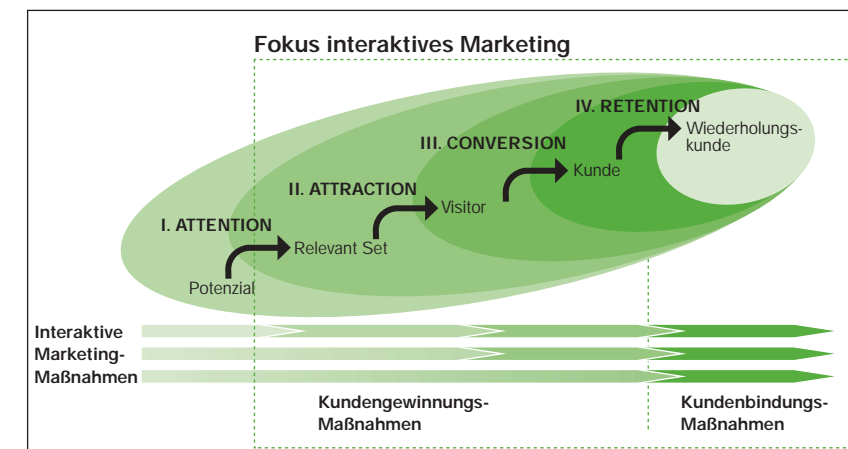 Fokus interaktives Marketing
IV. RETENTION
Wiederholungs-
kunde
III. CONVERSION
Kunde
II. ATTRACTION
Visitor
I. ATTENTION
Relevant Set
Potenzial
Interaktive
Marketing-
Maßnahmen
Kundengewinnungs-
Maßnahmen
Kundenbindungs-
Maßnahmen